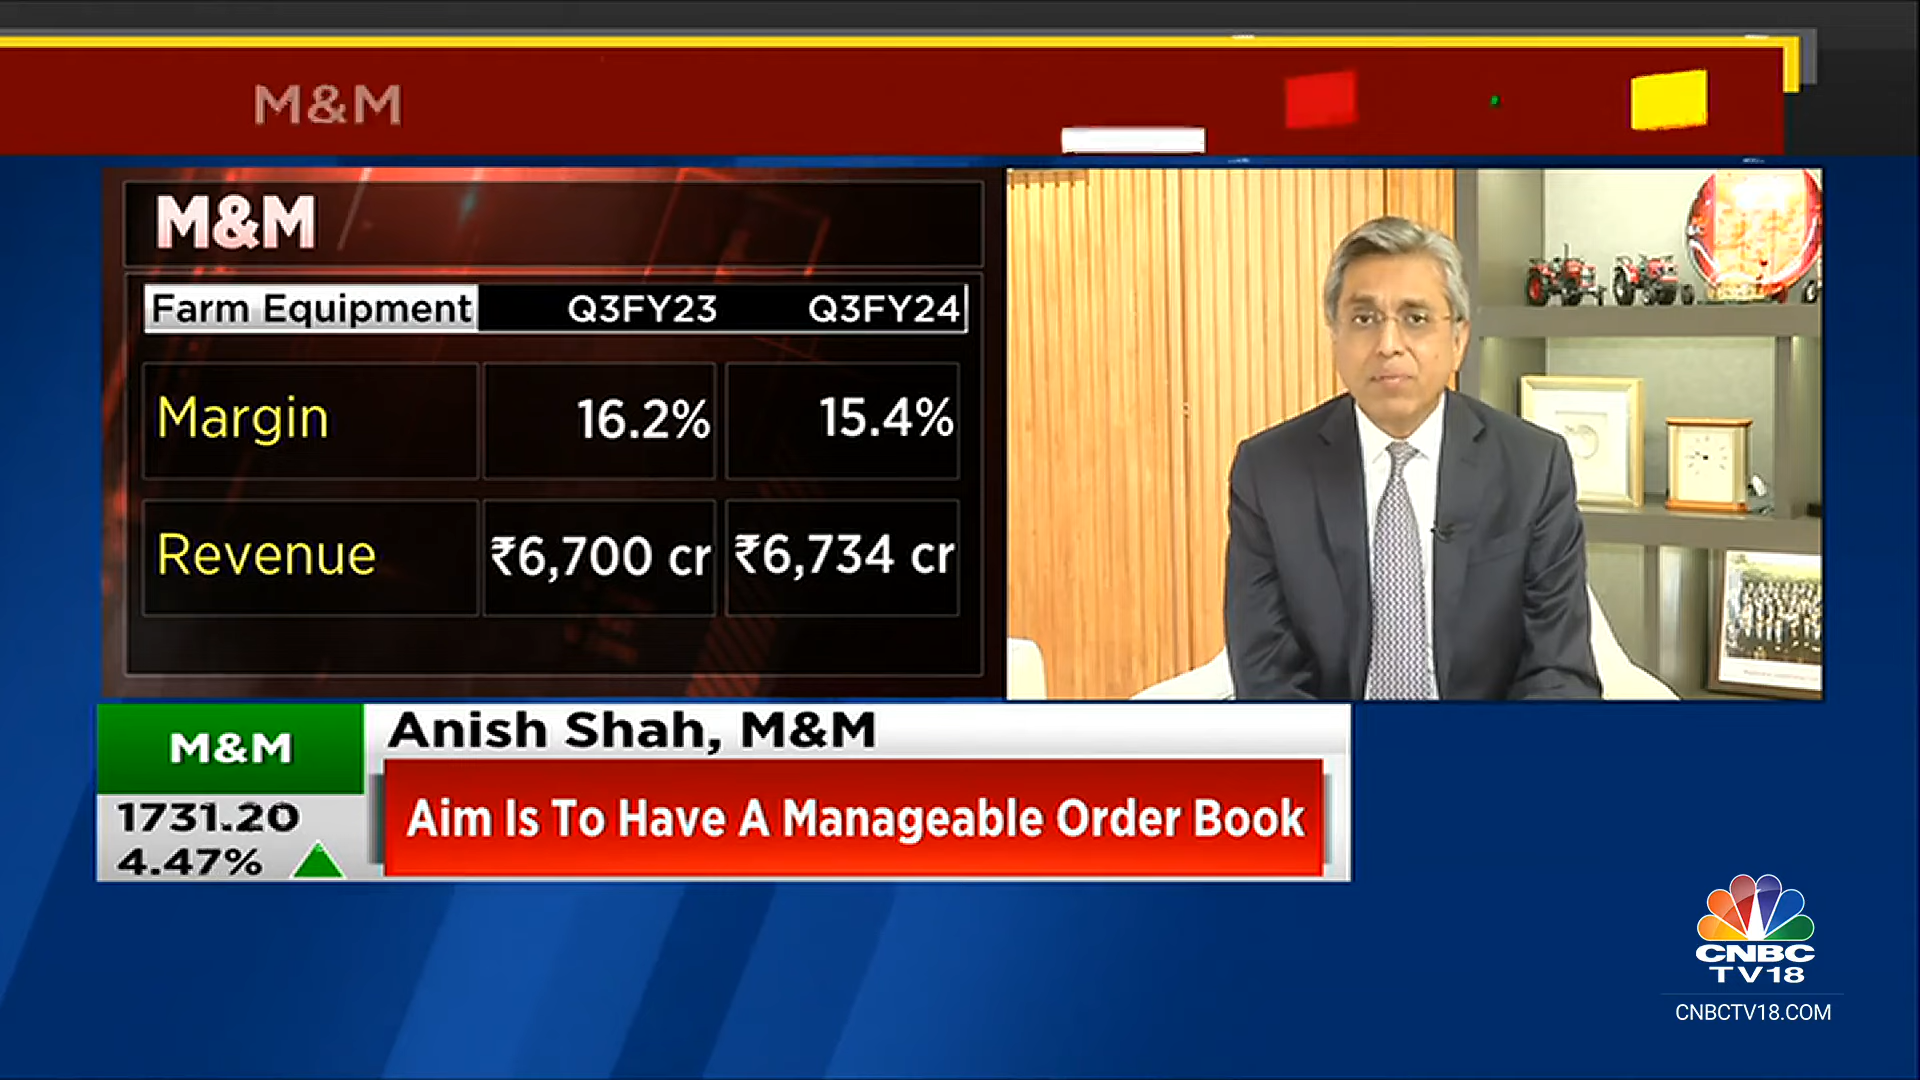 M&M
M&M
Farm Equipment Q3FY23 Q3FY24
Margin 16.2% 15.4%
Revenue ₹6,700 cr ₹6,734 cr
M&M
1731.20
4.47%
Anish Shah, M&M
Aim Is To Have A Manageable Order Book
CNBC
TV18
CNBCTV18.COM